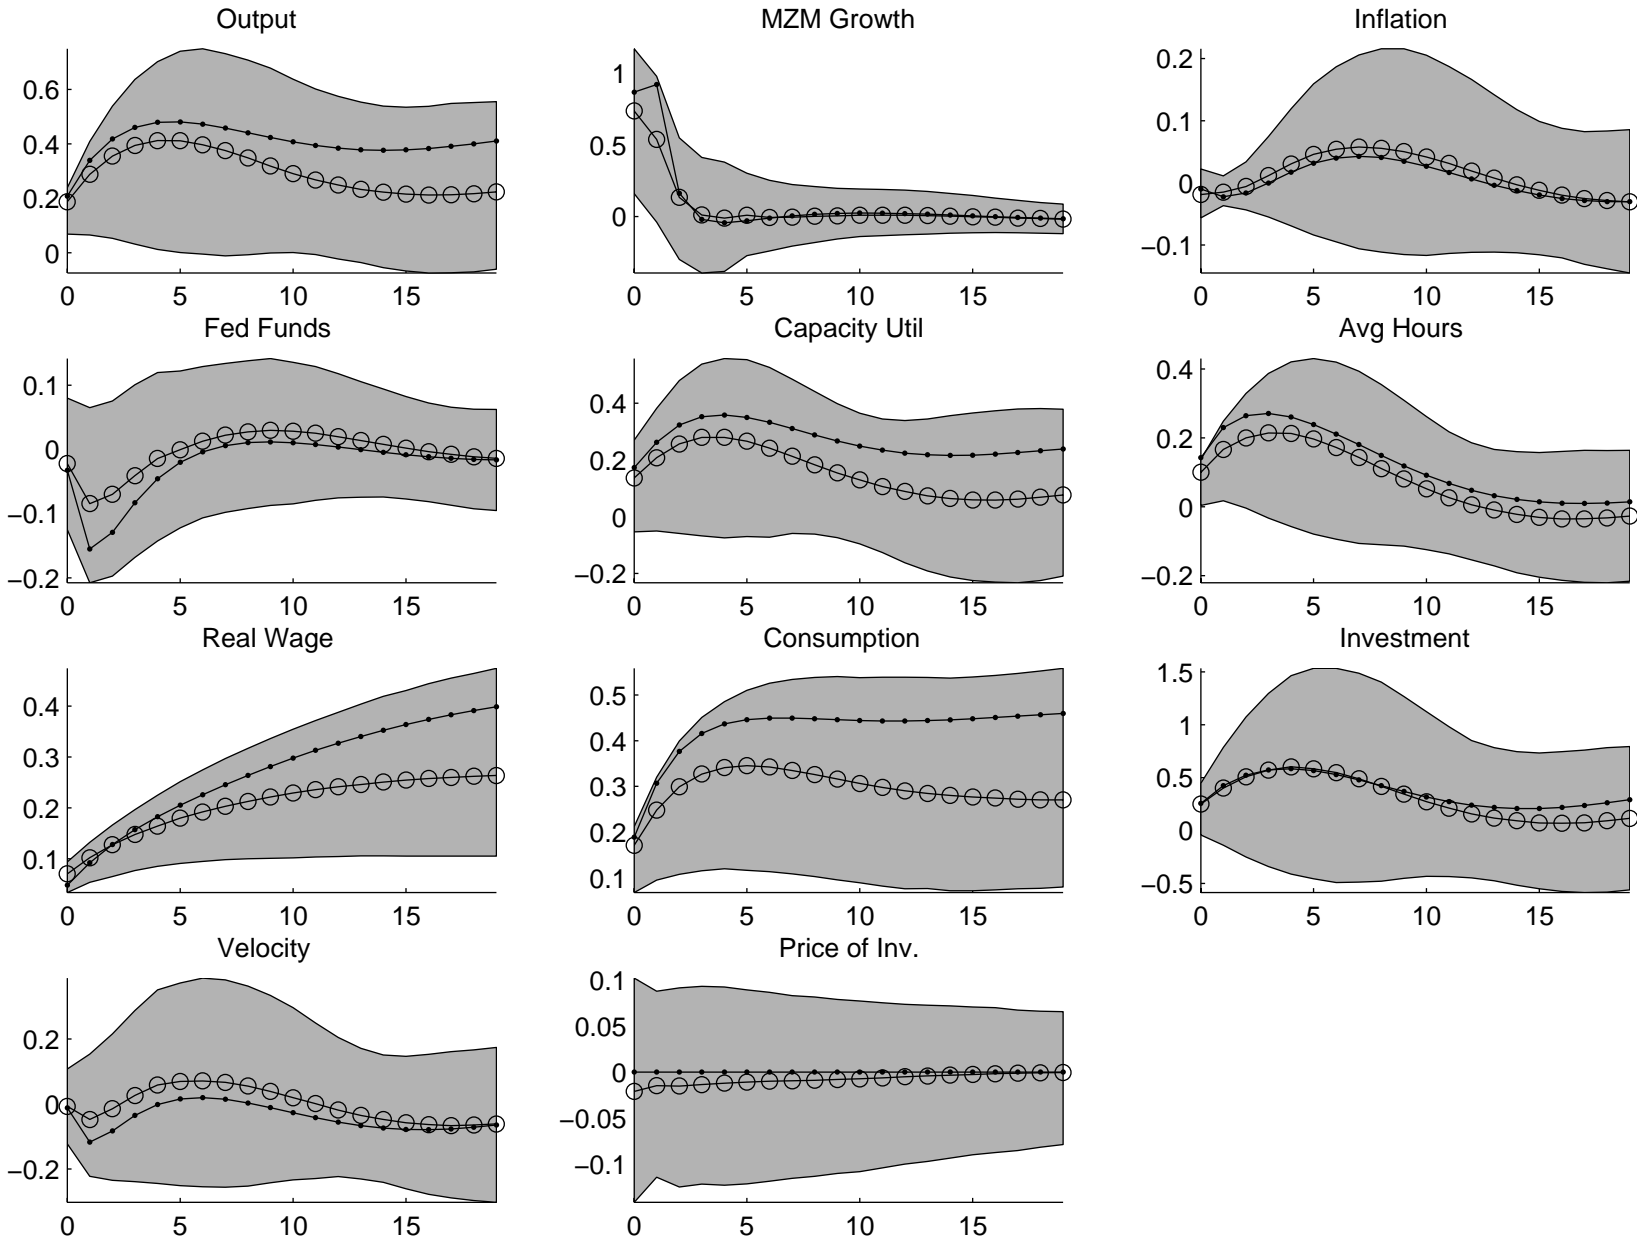 Output
MZM Growth
Inflation
0.6
0.4
0.2
0
0 5 10 15
1
0.5
0
0 5 10 15
0.2
0.1
0
−0.1
0 5 10 15
Fed Funds
Capacity Util
Avg Hours
0.1
0
−0.1
−0.2
0 5 10 15
0.4
0.2
0
−0.2
0 5 10 15
0.4
0.2
0
−0.2
0 5 10 15
Real Wage
Consumption
Investment
0.4
0.3
0.2
0.1
0 5 10 15
0.5
0.4
0.3
0.2
0.1
0 5 10 15
1.5
1
0.5
0
−0.5
0 5 10 15
Velocity
Price of Inv.
0.2
0
−0.2
0 5 10 15
0.1
0.05
0
−0.05
−0.1
0 5 10 15